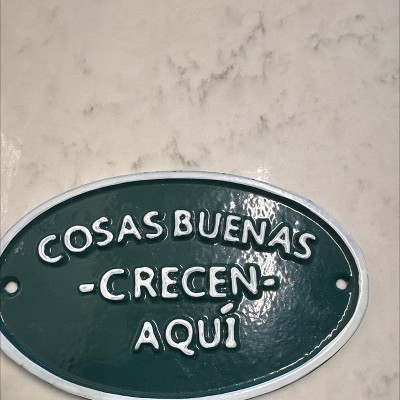 COSAS BUENAS
-CRECEN-
AQUÍ